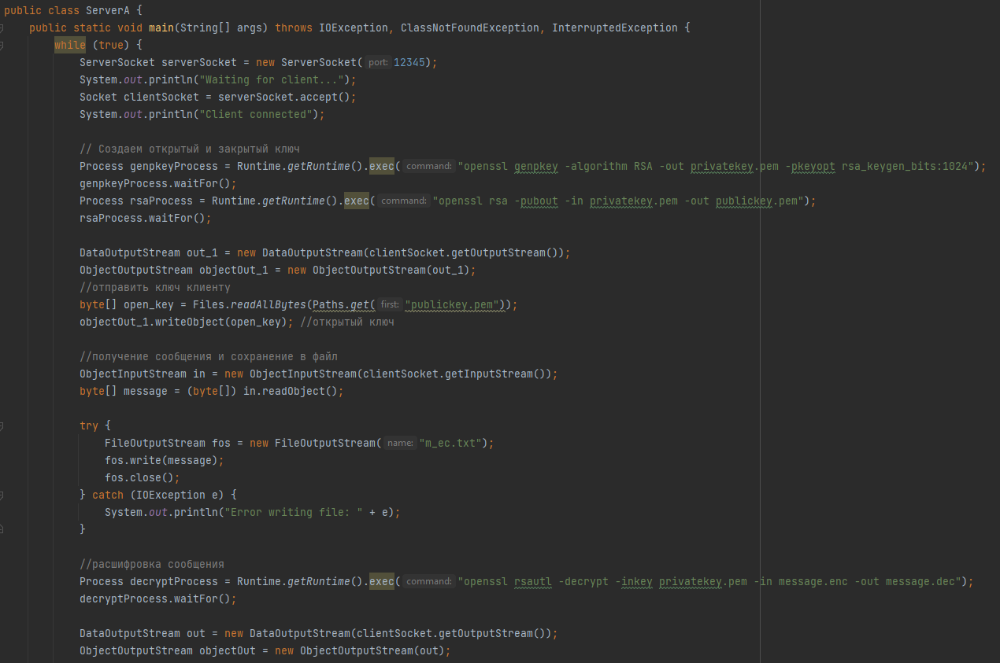 public class ServerA {
public static void main(String[] args) throws IOException, ClassNotFoundException, InterruptedException {
while (true) {
ServerSocket serverSocket = new ServerSocket( port: 12345);
System.out.println("Waiting for client...");
Socket clientSocket = serverSocket.accept();
System.out.println("Client connected");
// Создаем открытий и закрытый ключ
Process genpkeyProcess = Runtime.getRuntime().exec( command: "openssl genpkey -algorithm RSA -out privatekey.pem -pkeyopt rsa_keygen_bits:1024");
genpkeyProcess.waitFor();
Process rsaProcess = Runtime.getRuntime().exec( command: "openssl rsa -pubout -in privatekey.pem -out publickey.pem");
rsaProcess.waitFor();
DataOutputStream out_1 = new DataOutputStream(clientSocket.getOutputStream());
ObjectOutputStream objectOut_1 = new ObjectOutputStream(out_1);
//отправить ключ клиенту
byte[] open_key = Files.readAllBytes(Paths.get( first: "publickey.pem"));
objectOut_1.writeObject(open_key); //открытый ключ
//получение сообщения и сохранение в файл
ObjectInputStream in = new ObjectInputStream(clientSocket.getInputStream());
byte[] message = (byte[]) in.readObject();
try {
FileOutputStream fos = new FileOutputStream( name: "m_ec.txt");
fos.write(message);
fos.close();
} catch (IOException e) {
System.out.println("Error writing file: " + e);
}
//расшифровка сообщения
Process decryptProcess = Runtime.getRuntime().exec( command: "openssl rsautl -decrypt -inkey privatekey.pem -in message.enc -out message.dec");
decryptProcess.waitFor();
DataOutputStream out = new DataOutputStream(clientSocket.getOutputStream());
ObjectOutputStream objectOut = new ObjectOutputStream(out);